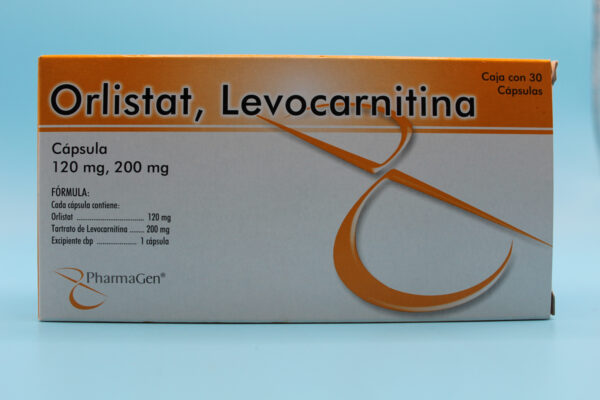 Orlistat, Levocarnitina
Caja con 30
Cápsulas
Cápsula
120 mg, 200 mg
FÓRMULA:
Cada cápsula contiene:
Orlistat ................................ 120 mg
Tartrato de Levocarnitina ....... 200 mg
Excipiente cbp ................... 1 cápsula
PharmaGen®